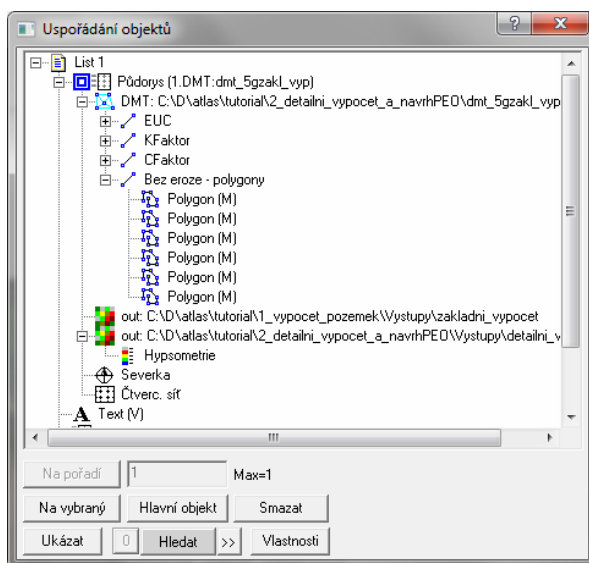 Uspořádání objektů
List 1
Půdorys (1.DMT:dmt_5gzakl_vyp)
DMT: C:\D\atlas\tutorial\2_detailni_vypocet_a_navrhPEO\dmt_5gzakl_vyp
EUC
KFaktor
CFaktor
Bez eroze - polygony
Polygon (M)
Polygon (M)
Polygon (M)
Polygon (M)
Polygon (M)
Polygon (M)
out: C:\D\atlas\tutorial\1_vypocet_pozemek\Vystupy\zakladni_vypocet
out: C:\D\atlas\tutorial\2_detailni_vypocet_a_navrhPEO\Vystupy\detailni_v
Hypsometrie
Severka
Čtverc. síť
A Text (V)
Na pořadí 1 Max=1
Na vybraný Hlavní objekt Smazat
Ukázat 0 Hledat >> Vlastnosti